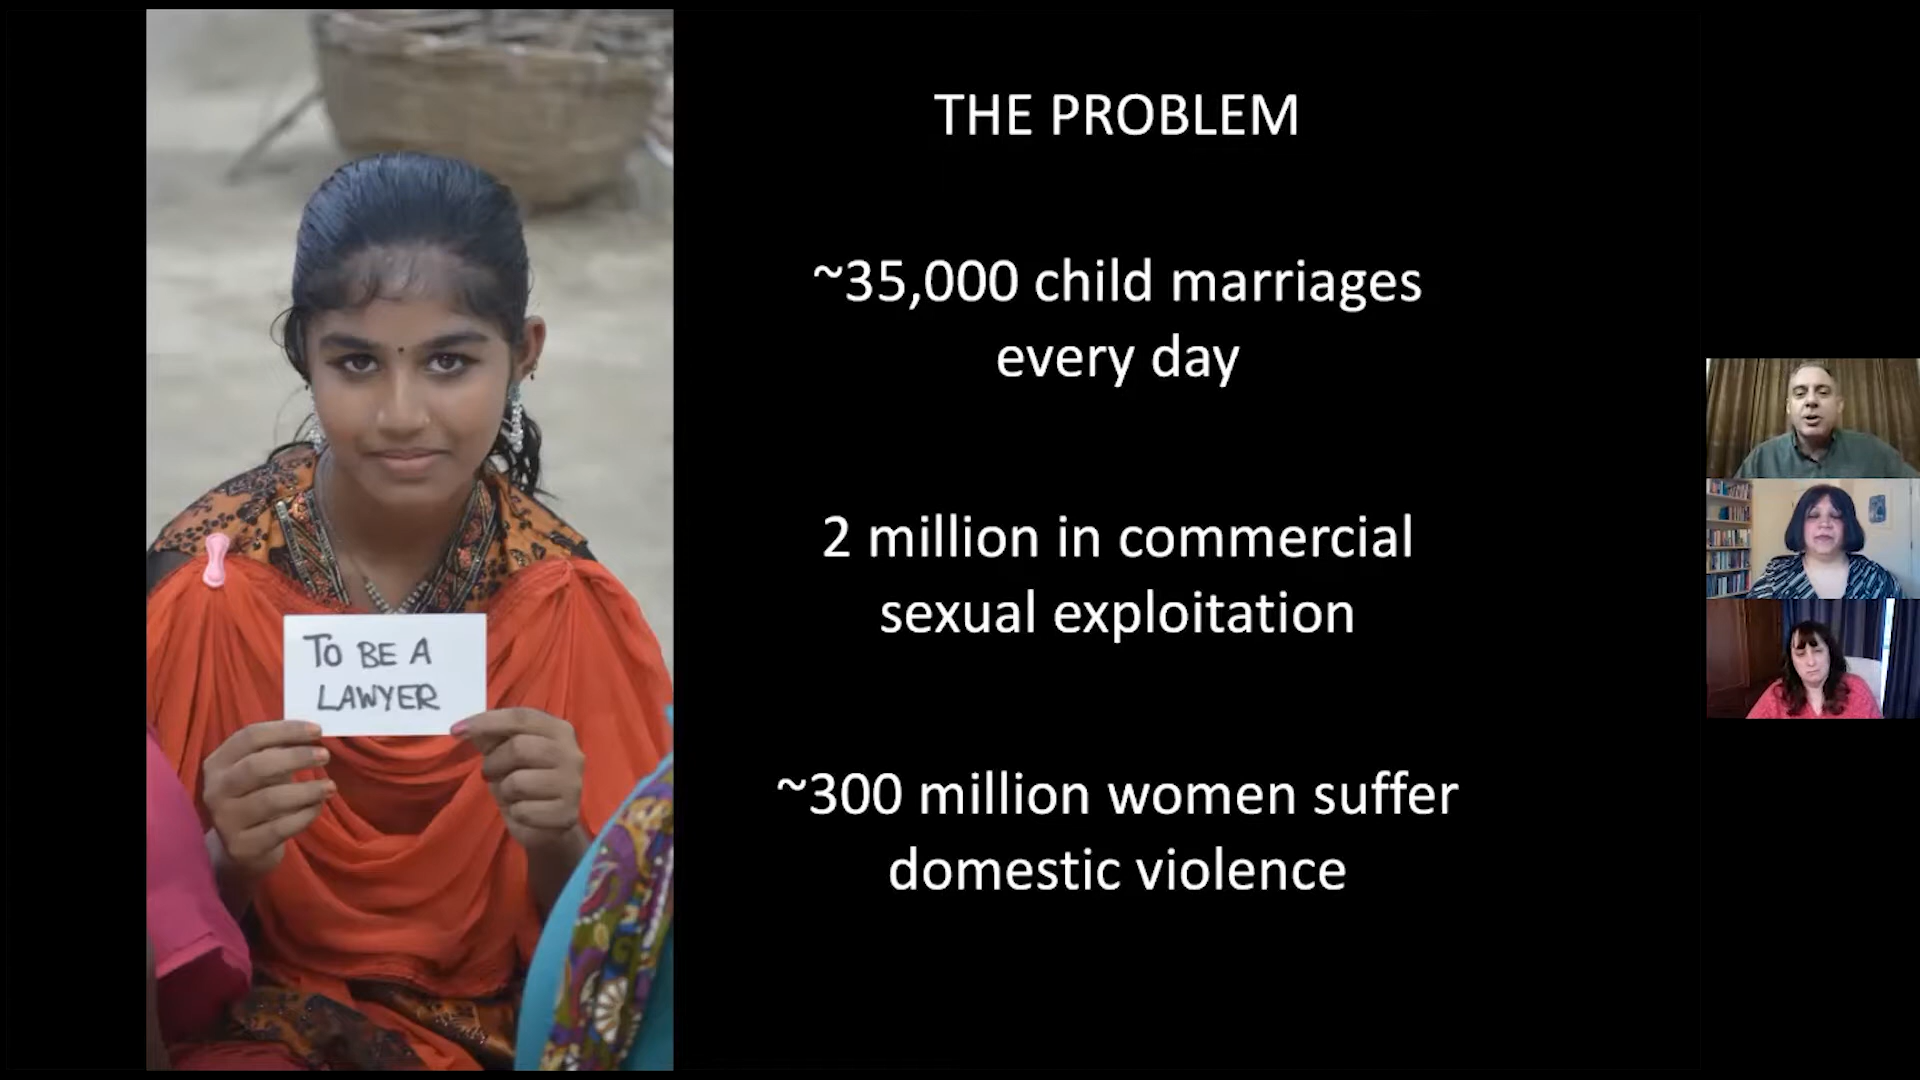 TO BE A
LAWYER
THE PROBLEM
~35,000 child marriages
every day
2 million in commercial
sexual exploitation
~300 million women suffer
domestic violence